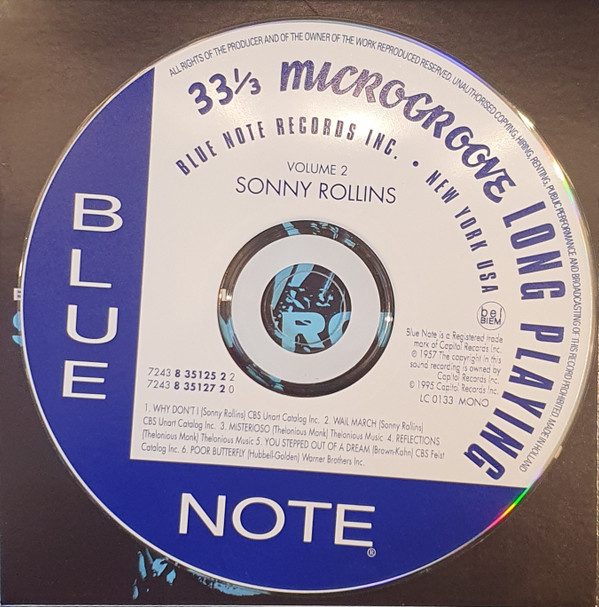 ALL RIGHTS OF THE PRODUCER AND OF THE OWNER OF THE WORK REPRODUCED RESERVED. UNAUTHORISED COPYING, HIRING, RENTING, PUBLIC PERFORMANCE AND BROADCASTING OF THIS RECORD PROHIBITED. MADE IN HOLLAND
33 1/3 MICROGROOVE LONG PLAYING
BLUE NOTE RECORDS INC. • NEW YORK USA
VOLUME 2
SONNY ROLLINS
BLUE
bel
BIEM
Blue Note is a Registered trade
mark of Capitol Records Inc.
℗ 1957 The copyright in this
sound recording is owned by
Capitol Records Inc.
© 1995 Capitol Records Inc.
LC 0133 MONO
7243 8 35125 2 2
7243 8 35127 2 0
1. WHY DON'T I (Sonny Rollins) CBS Unart Catalog Inc. 2. WAIL MARCH (Sonny Rollins)
CBS Unart Catalog Inc. 3. MISTERIOSO (Thelonious Monk) Thelonious Music 4. REFLECTIONS
(Thelonious Monk) Thelonious Music 5. YOU STEPPED OUT OF A DREAM (Brown-Kahn) CBS Feist
Catalog Inc. 6. POOR BUTTERFLY (Hubbell-Golden) Warner Brothers Inc.
NOTE®